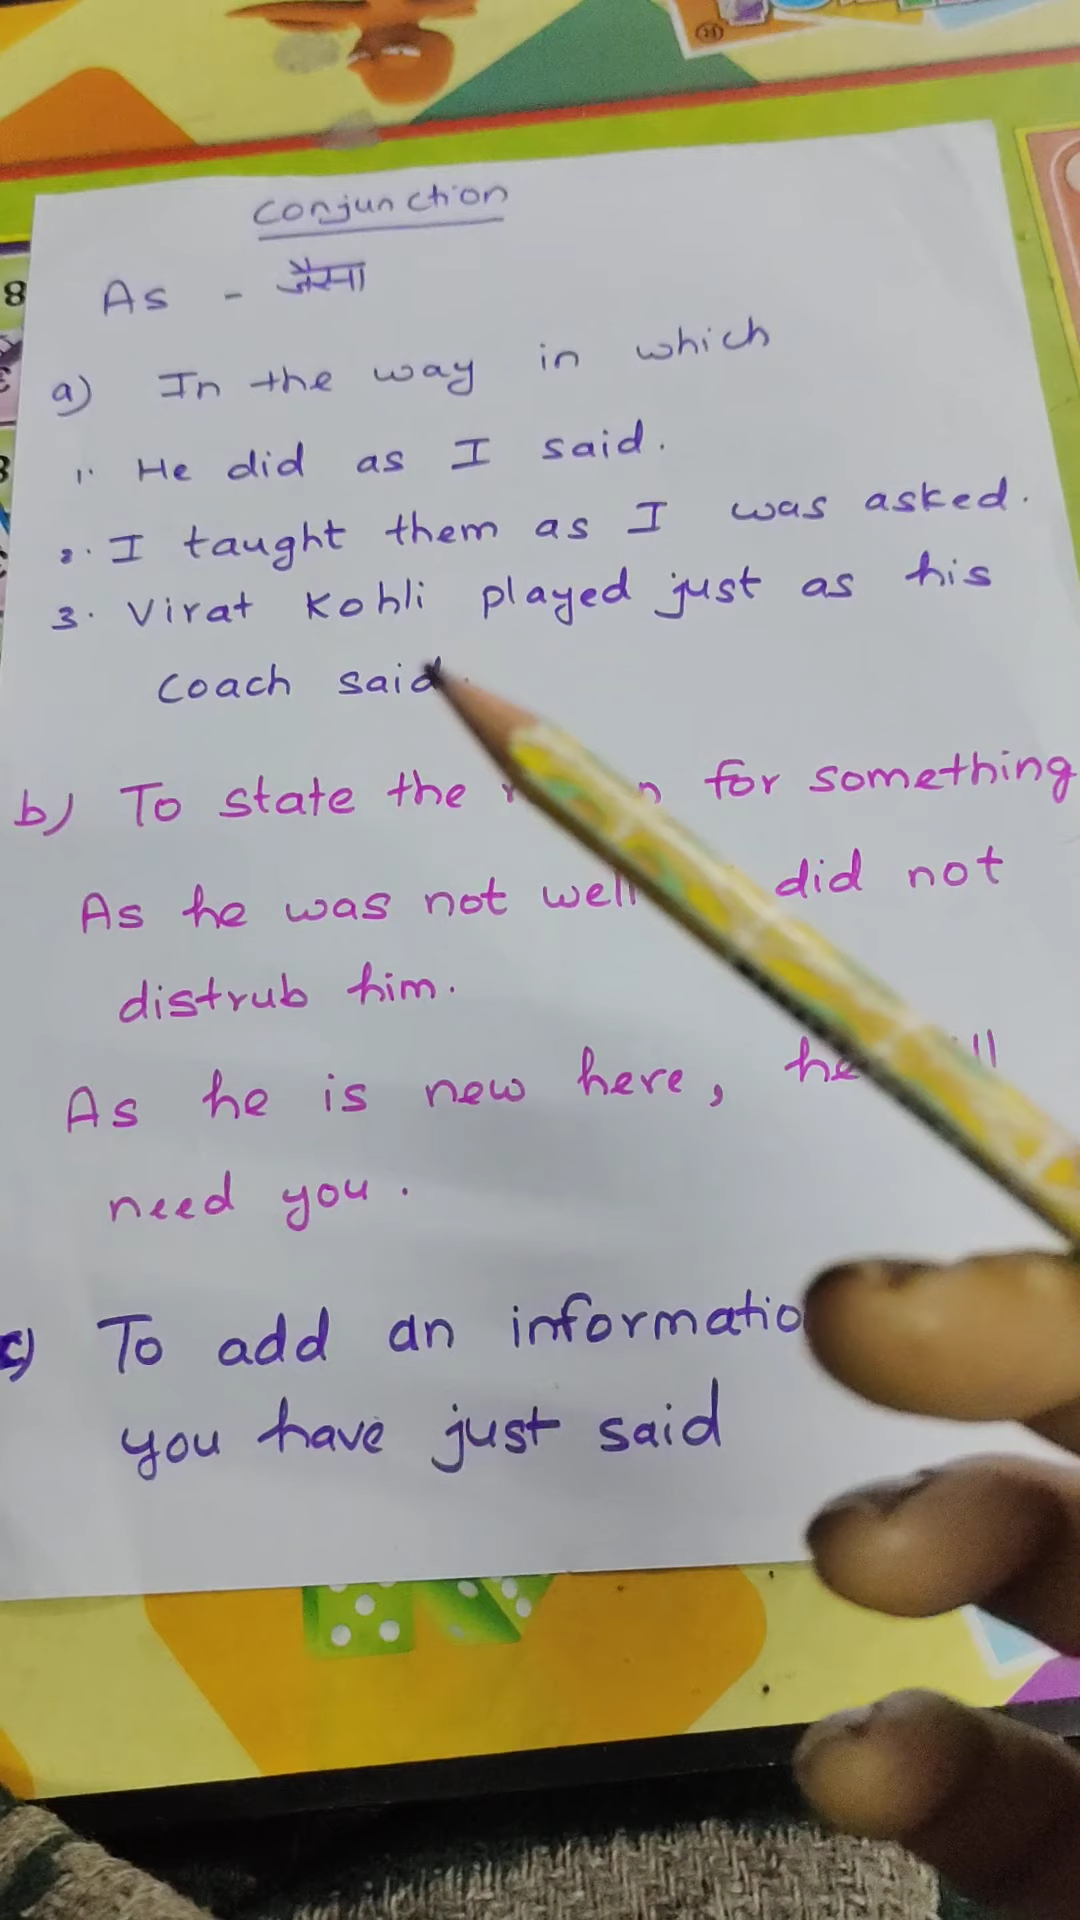 conjunction
As - जैसा
a) In the way in which
1. He did as I said.
2. I taught them as I was asked.
3. Virat Kohli played just as his
coach said.
b) To state the for something
As he was not well did not
distrub him.
As he is new here, he
need you.
c) To add an
you have just said
8